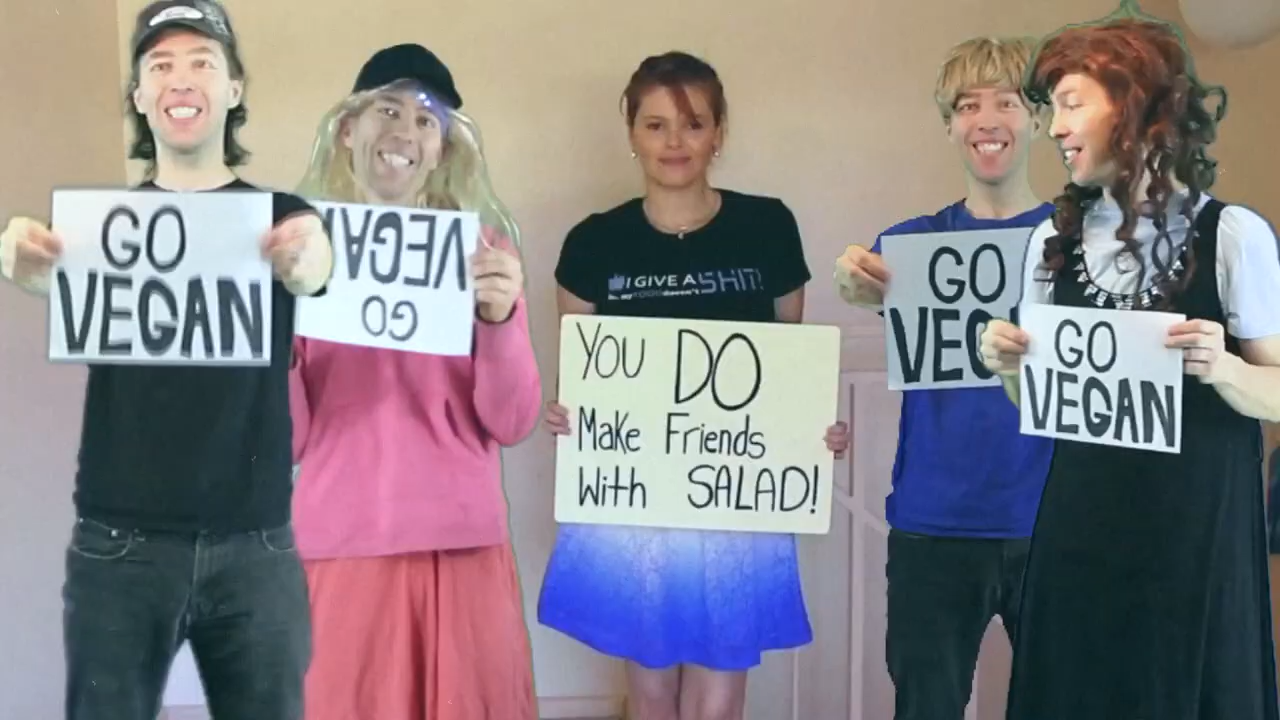 GO
VEGAN
VEGAN
GO
I GIVE A SHIT!
YOU DO
Make Friends
With SALAD!
GO
VEG
GO
VEGAN